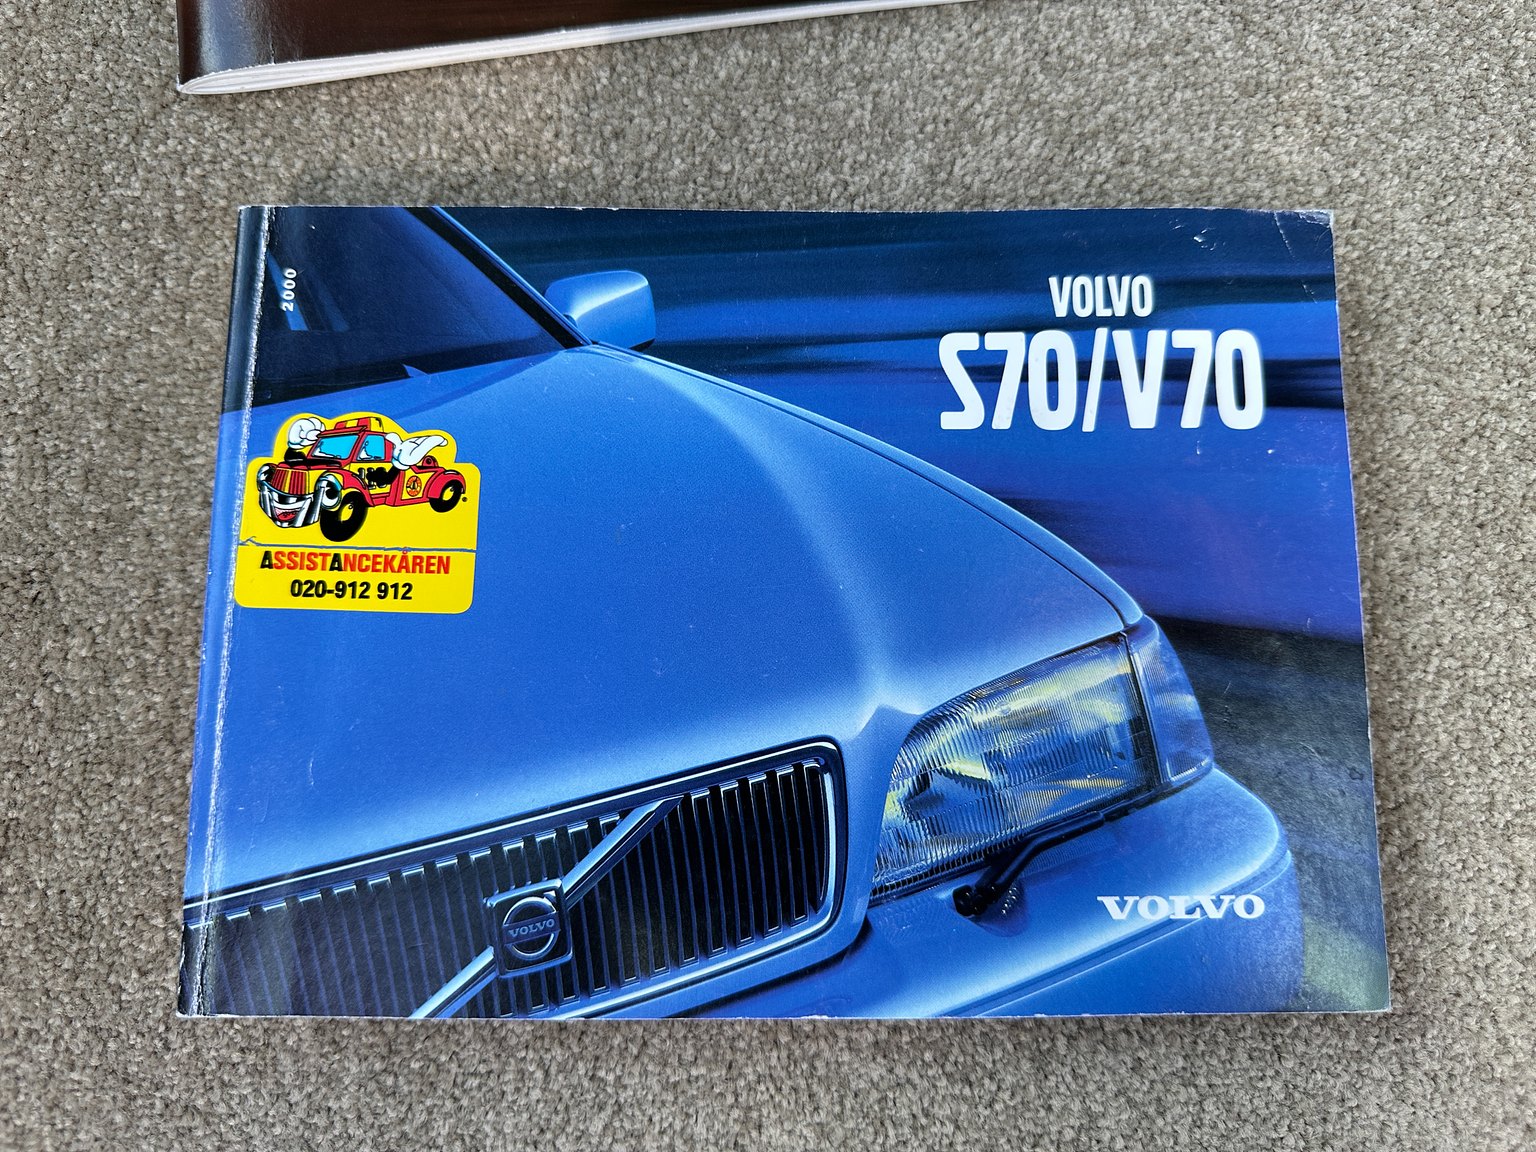 2000
VOLVO
S70/V70
ASSISTANCEKÅREN
020-912 912
VOLVO
VOLVO